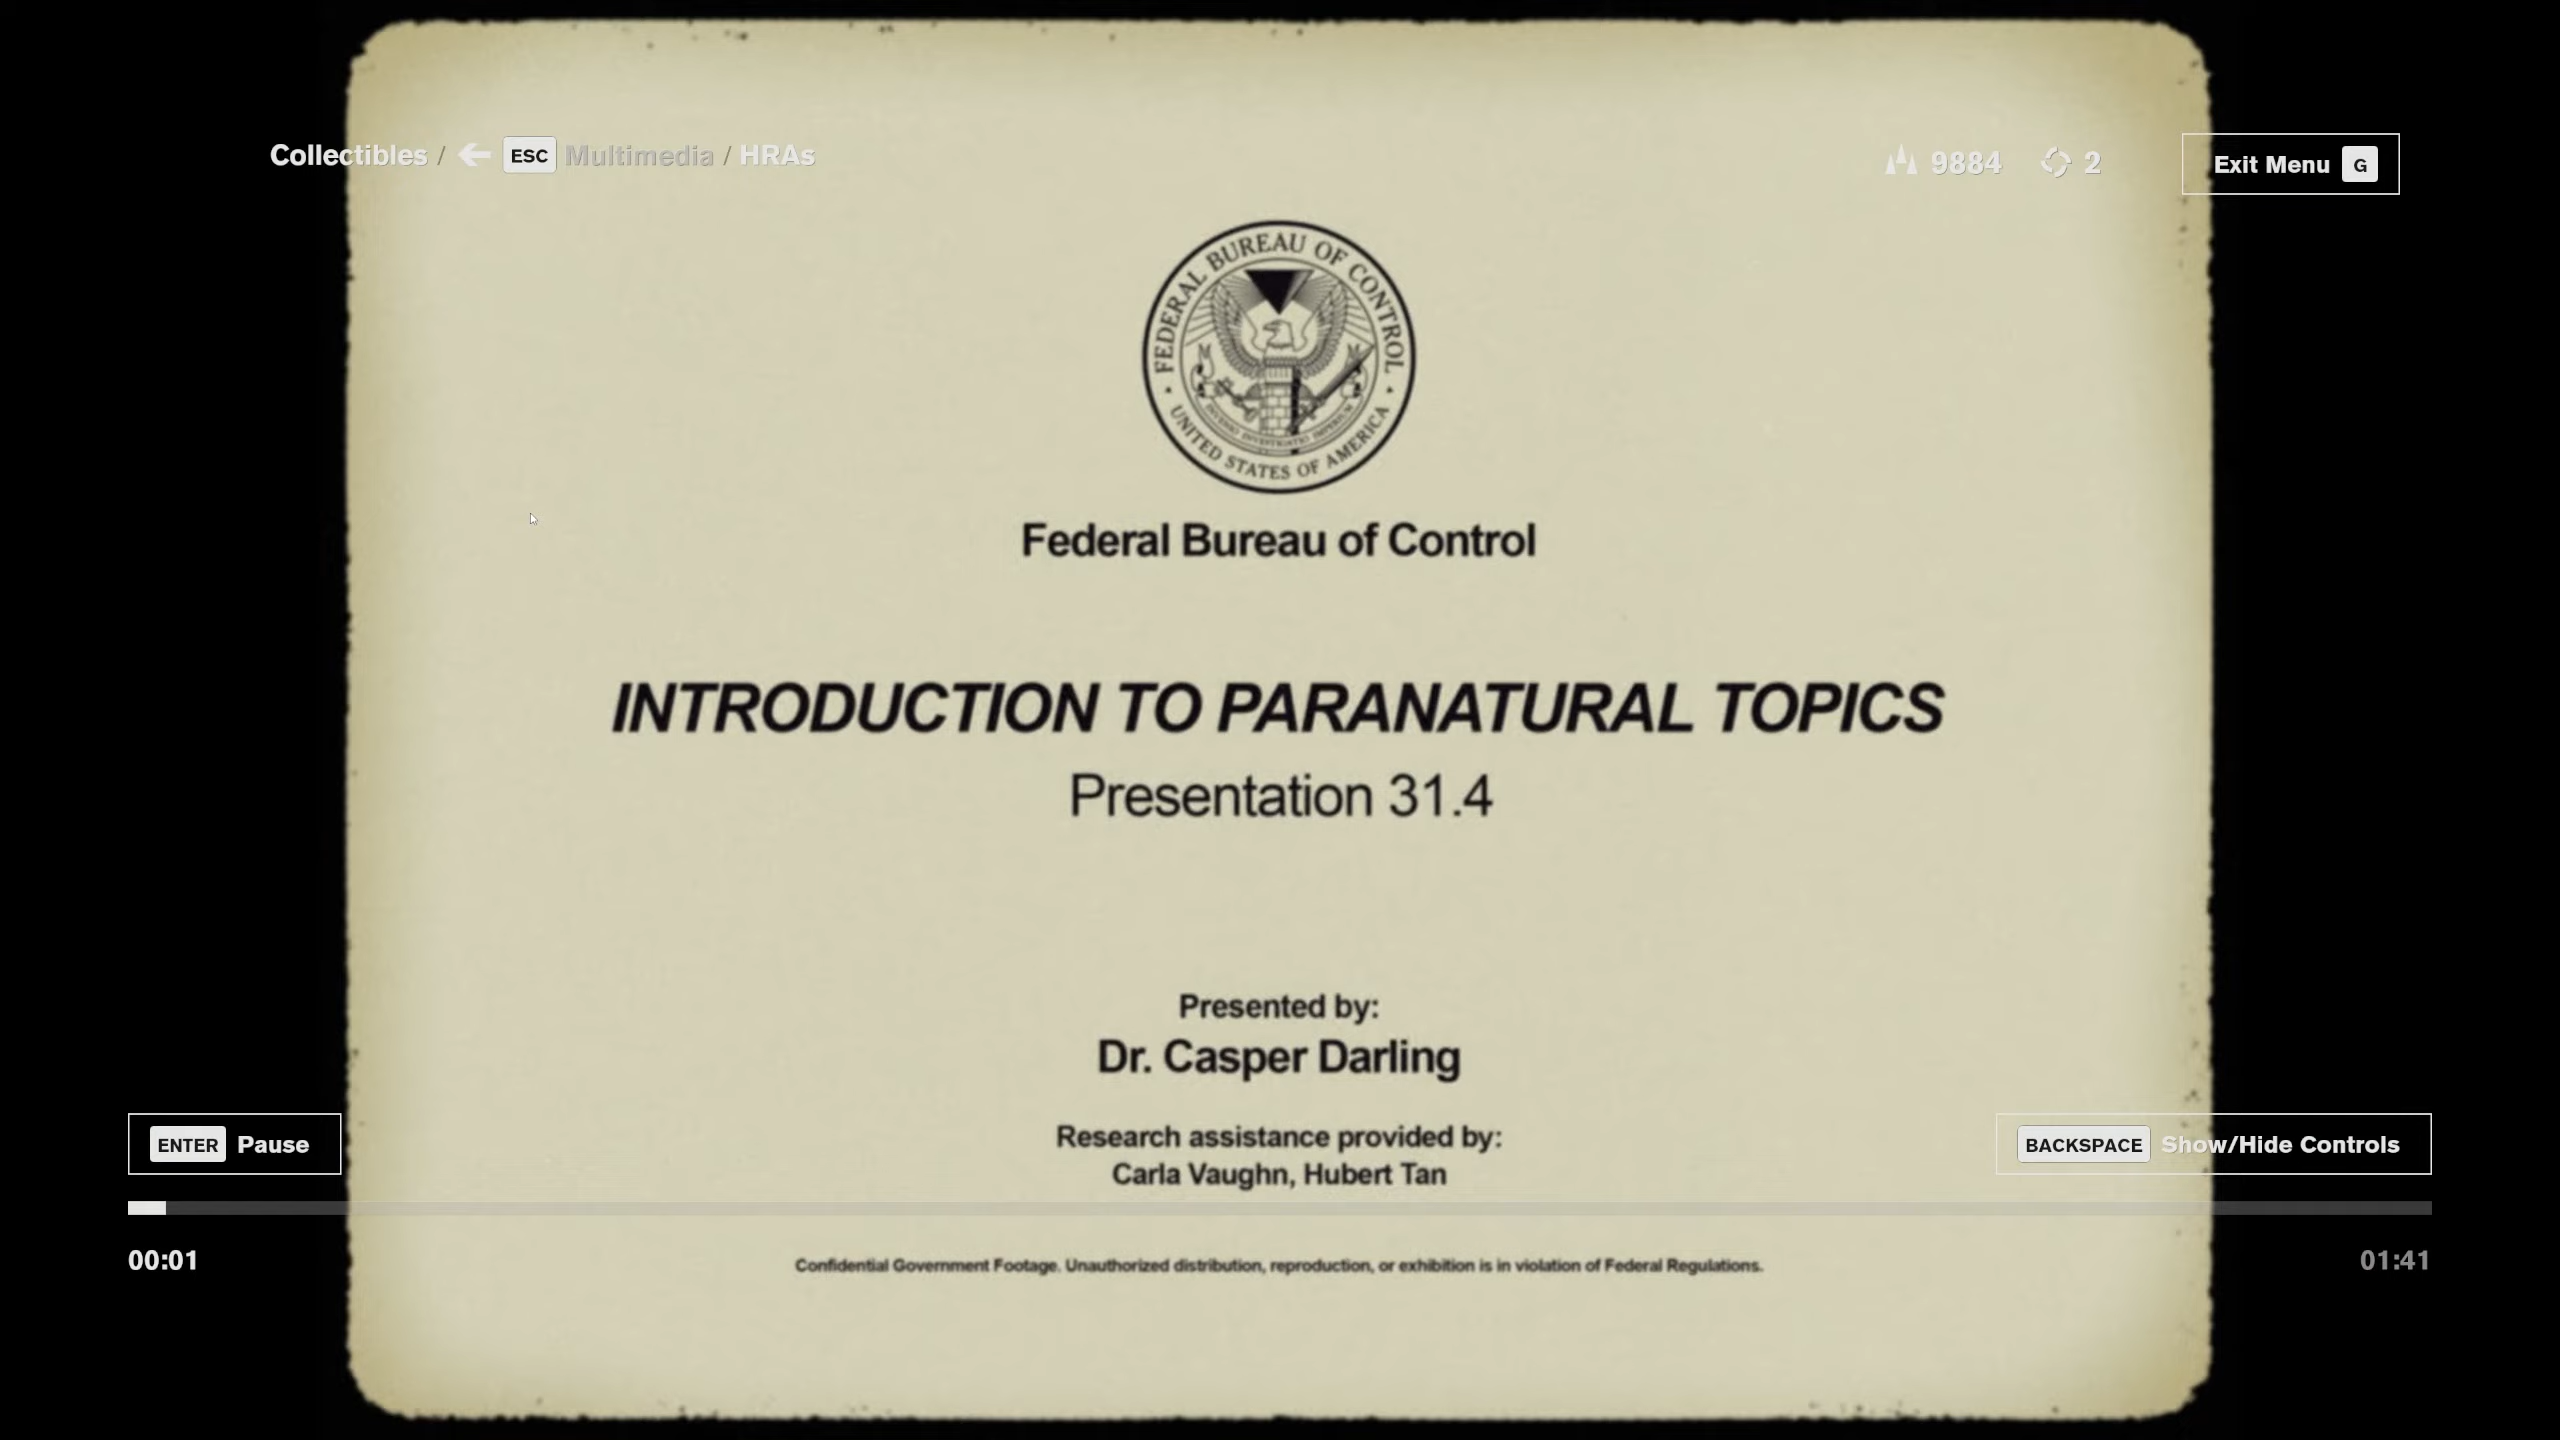 Collectibles / ESC Multimedia / HRAs
9884 2
Exit Menu G
FEDERAL BUREAU OF CONTROL
UNITED STATES OF AMERICA
Federal Bureau of Control
INTRODUCTION TO PARANATURAL TOPICS
Presentation 31.4
Presented by:
Dr. Casper Darling
Research assistance provided by:
Carla Vaughn, Hubert Tan
ENTER Pause
BACKSPACE Show/Hide Controls
00:01
01:41
Confidential Government Footage. Unauthorized distribution, reproduction, or exhibition is in violation of Federal Regulations.